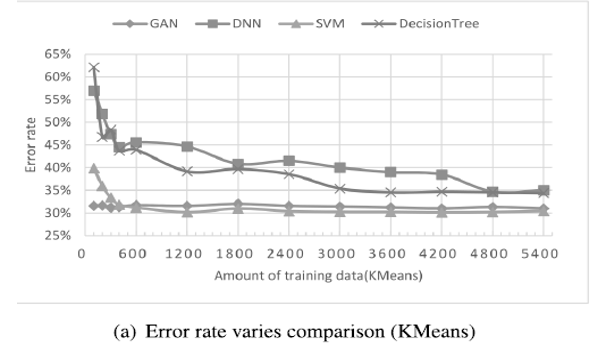 GAN DNN SVM DecisionTree
65%
60%
55%
50%
45%
40%
35%
30%
25%
Error rate
0 600 1200 1800 2400 3000 3600 4200 4800 5400
Amount of training data(KMeans)
(a) Error rate varies comparison (KMeans)